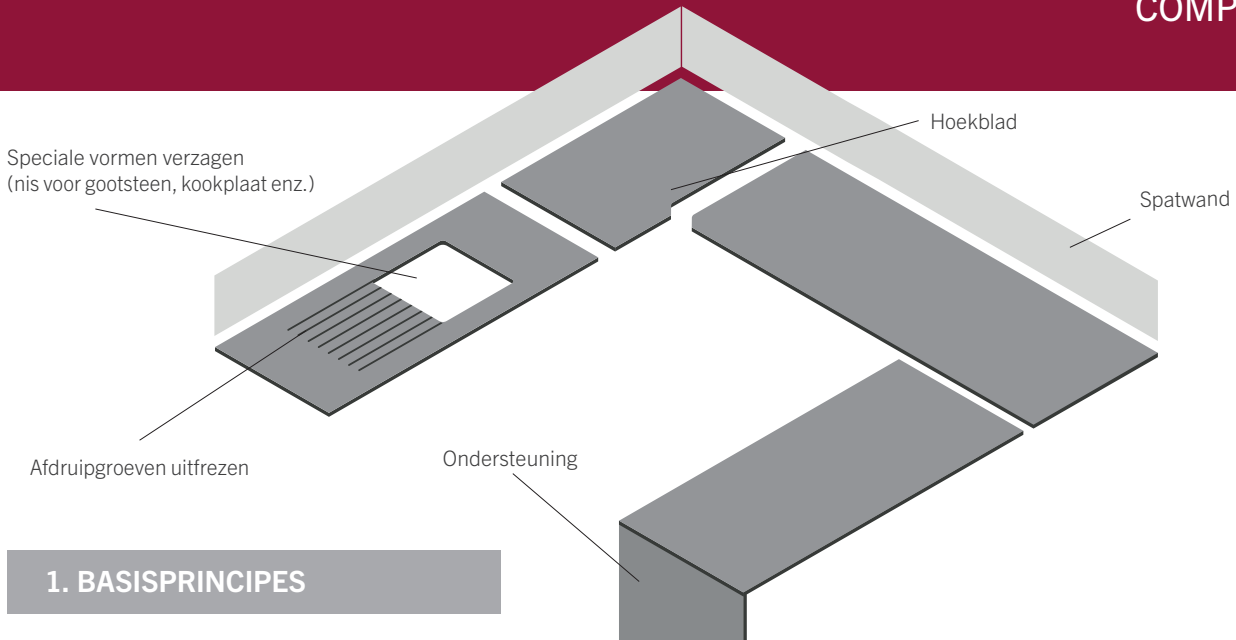 COMP
Hoekblad
Speciale vormen verzagen
(nis voor gootsteen, kookplaat enz.)
Spatwand
Afdruipgroeven uitfrezen
Ondersteuning
1. BASISPRINCIPES